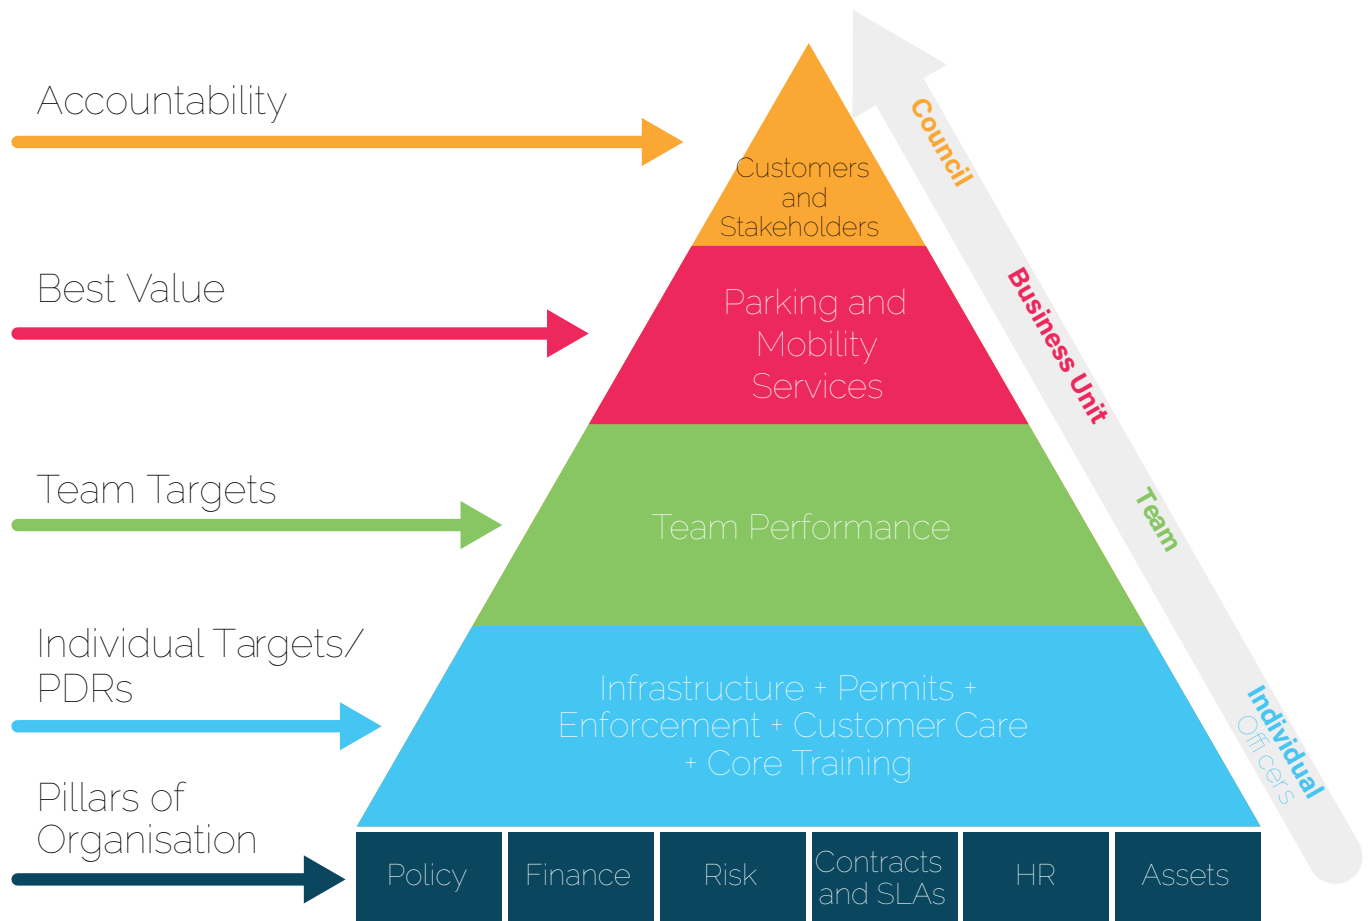 Accountability
Customers
and
Stakeholders
Council
Best Value
Parking and
Mobility
Services
Business Unit
Team Targets
Team Performance
Team
Individual Targets/
PDRs
Infrastructure + Permits +
Enforcement + Customer Care
+ Core Training
Individual
Officers
Pillars of
Organisation
Policy
Finance
Risk
Contracts
and SLAs
HR
Assets